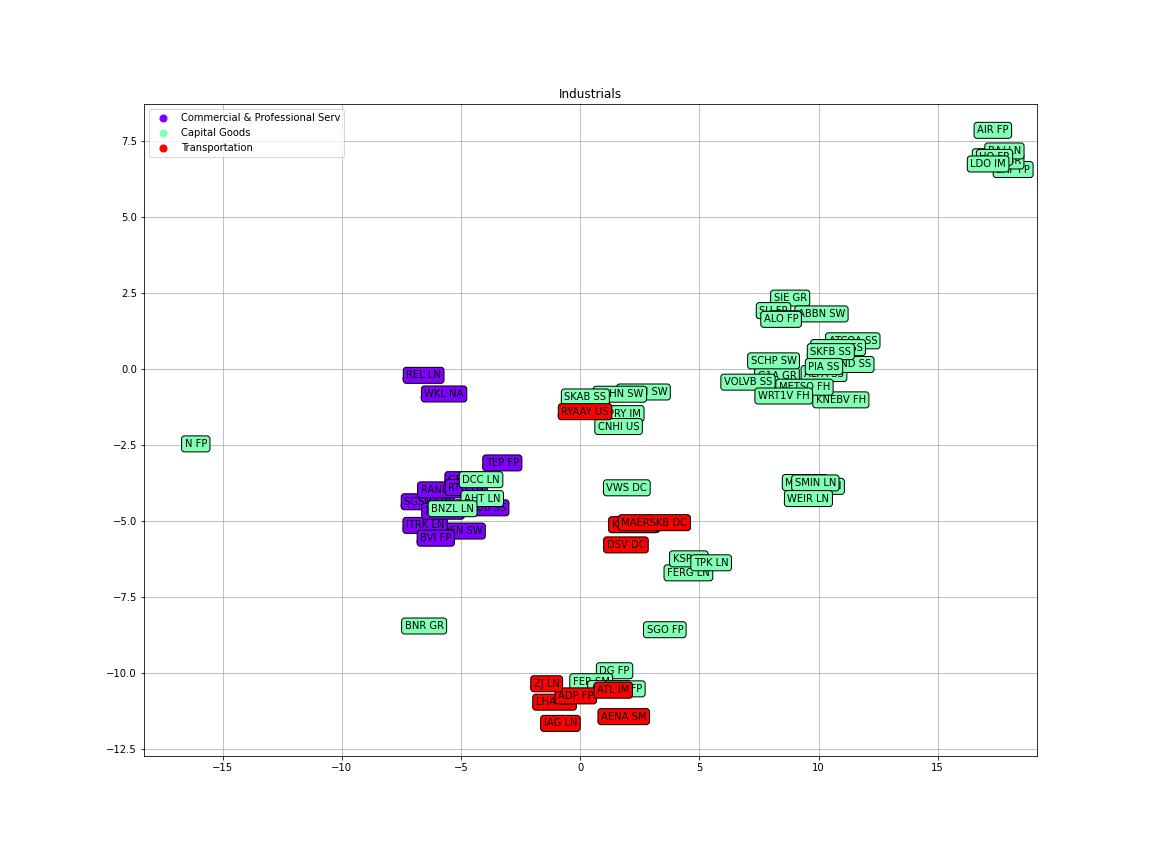 Industrials
Commercial & Professional Serv
Capital Goods
Transportation
7.5
5.0
2.5
0.0
−2.5
−5.0
−7.5
−10.0
−12.5
−15
−10
−5
0
5
10
15
AIR FP
LDO IM
SIE GR
ALO FP
ABBN SW
SKFB SS
PIA SS
SCHP SW
VOLVB SS
METSO FH
WRT1V FH
KNEBV FH
REL LN
WKL NA
SKAB SS
SW
RYAAY US
CNHI US
N FP
TEP FP
DCC LN
AHT LN
BNZL LN
ITRK LN
BVI FP
VWS DC
SMIN LN
WEIR LN
MAERSKB DC
DSV DC
TPK LN
FERG LN
BNR GR
SGO FP
DG FP
ZJ LN
ADP FP
ATL IM
FP
IAG LN
AENA SM